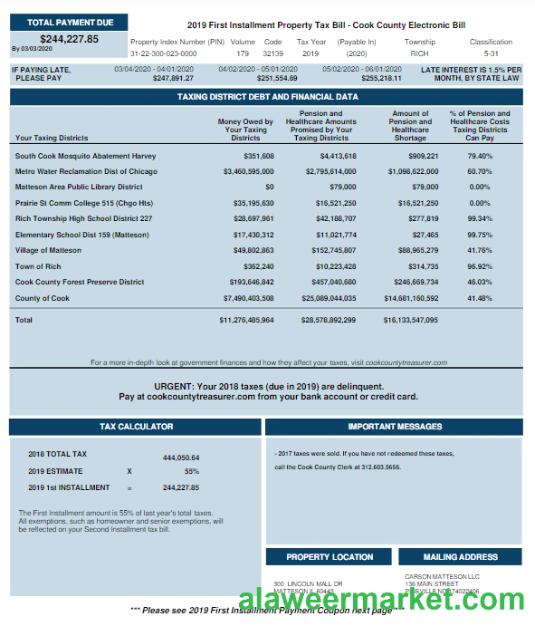 TOTAL PAYMENT DUE
$244,227.85
By 03/03/2020
2019 First Installment Property Tax Bill - Cook County Electronic Bill
Property Index Number (PIN) Volume Code Tax Year (Payable In) Township Classification
31-22-300-023-0000 179 32139 2019 (2020) RICH 5-31
IF PAYING LATE, PLEASE PAY
03/04/2020 - 04/01/2020 $247,891.27
04/02/2020 - 05/01/2020 $251,554.69
05/02/2020 - 06/01/2020 $255,218.11
LATE INTEREST IS 1.5% PER MONTH, BY STATE LAW
TAXING DISTRICT DEBT AND FINANCIAL DATA
Your Taxing Districts
Money Owed by Your Taxing Districts
Pension and Healthcare Amounts Promised by Your Taxing Districts
Amount of Pension and Healthcare Shortage
% of Pension and Healthcare Costs Taxing Districts Can Pay
South Cook Mosquito Abatement Harvey $351,608 $4,413,618 $909,221 79.40%
Metro Water Reclamation Dist of Chicago $3,460,595,000 $2,795,614,000 $1,098,622,000 60.70%
Matteson Area Public Library District $0 $79,000 $79,000 0.00%
Prairie St Comm College 515 (Chgo Hts) $35,195,630 $16,521,250 $16,521,250 0.00%
Rich Township High School District 227 $28,697,961 $42,188,707 $277,819 99.34%
Elementary School Dist 159 (Matteson) $17,430,312 $11,021,774 $27,465 99.75%
Village of Matteson $49,802,863 $152,745,807 $88,965,279 41.76%
Town of Rich $362,240 $10,223,428 $314,735 96.92%
Cook County Forest Preserve District $193,646,842 $457,040,680 $246,669,734 46.03%
County of Cook $7,490,403,508 $25,089,044,035 $14,681,160,592 41.48%
Total $11,276,485,964 $28,578,892,299 $16,133,547,095
For a more in-depth look at government finances and how they affect your taxes, visit cookcountytreasurer.com
URGENT: Your 2018 taxes (due in 2019) are delinquent.
Pay at cookcountytreasurer.com from your bank account or credit card.
TAX CALCULATOR
2018 TOTAL TAX 444,050.64
2019 ESTIMATE X 55%
2019 1st INSTALLMENT = 244,227.85
The First Installment amount is 55% of last year's total taxes.
All exemptions, such as homeowner and senior exemptions, will
be reflected on your Second Installment tax bill.
IMPORTANT MESSAGES
- 2017 taxes were sold. If you have not redeemed these taxes,
call the Cook County Clerk at 312.603.5656.
PROPERTY LOCATION
300 LINCOLN MALL DR
MATTESON IL 60443
MAILING ADDRESS
CARSON MATTESON LLC
136 MAIN STREET
alaweermarket.com
*** Please see 2019 First Installment Payment Coupon next page ***